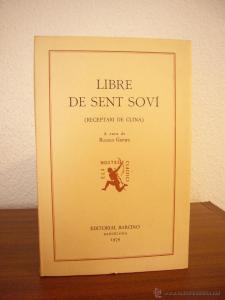 LIBRE
DE SENT SOVÍ
(RECEPTARI DE CUINA)
A cura de
RUDOLF GREWE
ELS
NOSTRES
CLÀSSICS
EDITORIAL BARCINO
BARCELONA
1979